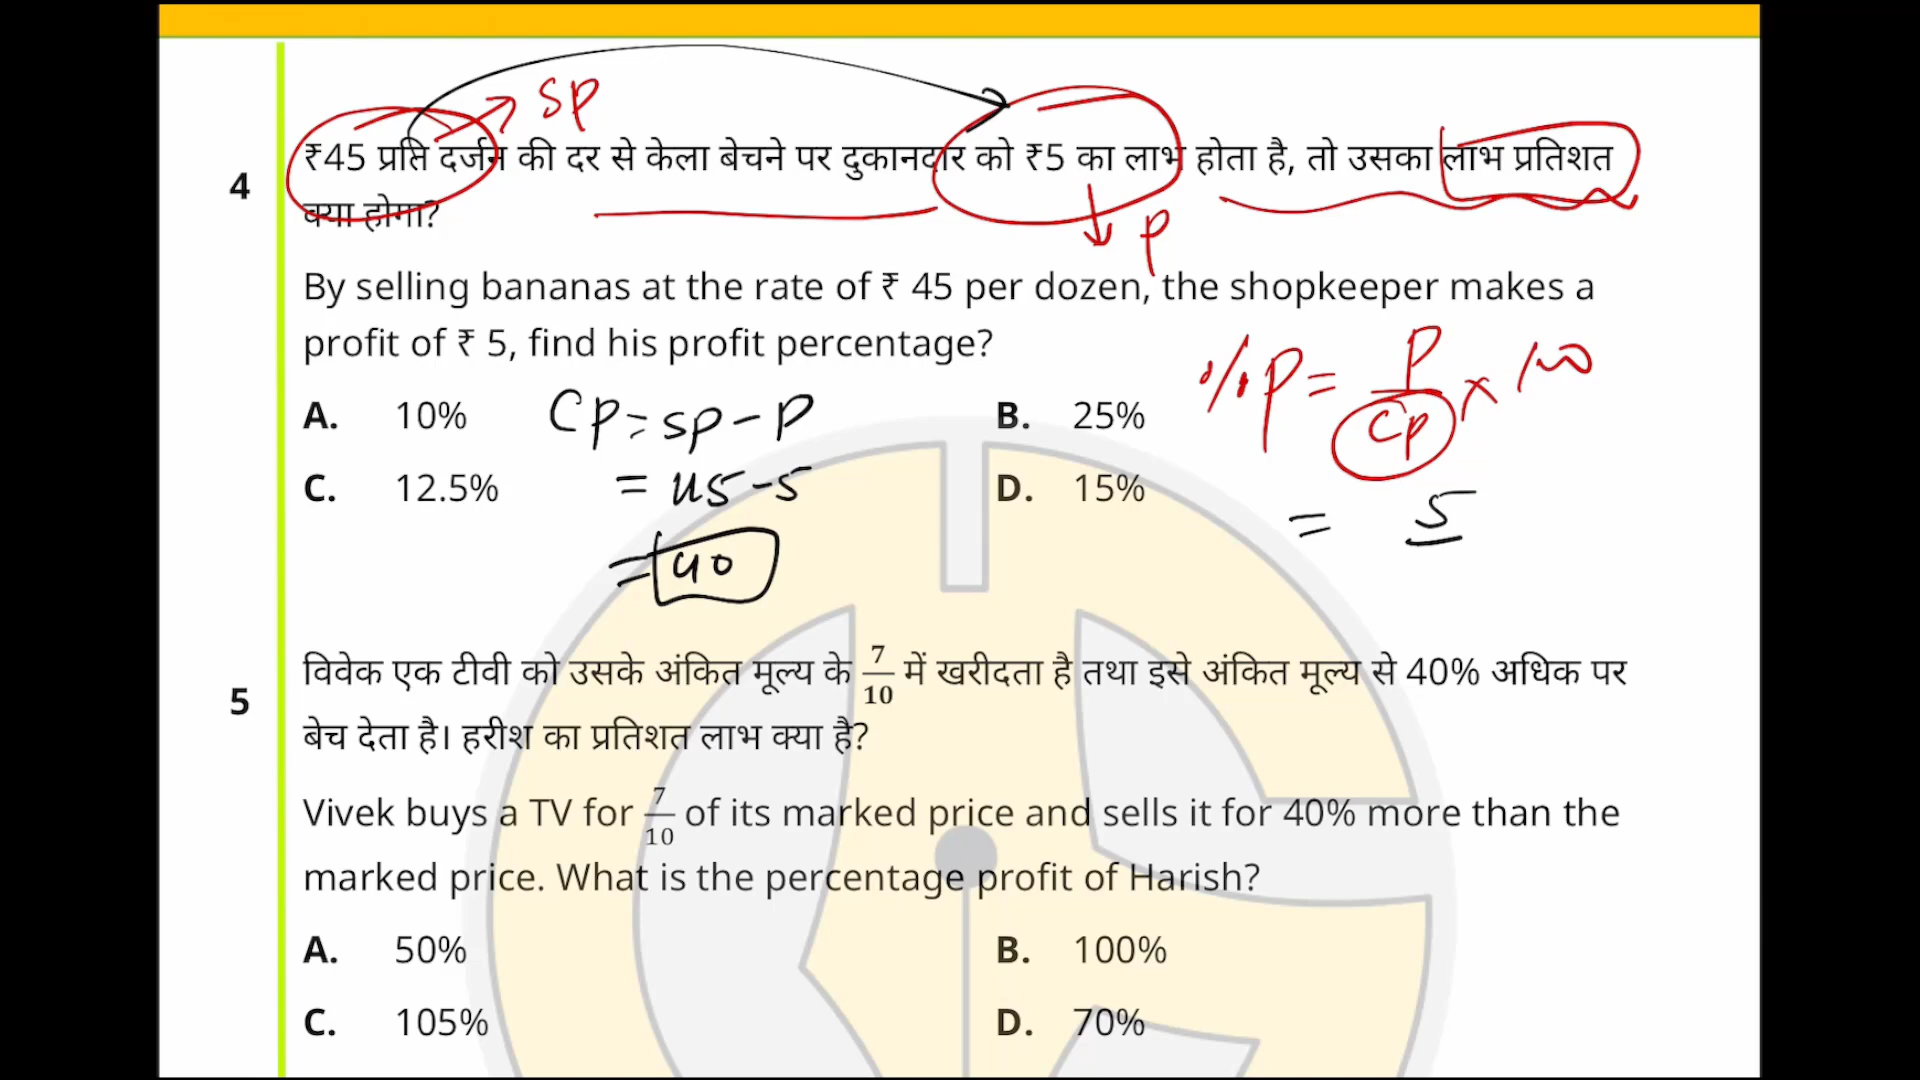 sp
4
₹45 प्रति दर्जन की दर से केला बेचने पर दुकानदार को ₹5 का लाभ होता है, तो उसका लाभ प्रतिशत
क्या होगा?
p
By selling bananas at the rate of ₹ 45 per dozen, the shopkeeper makes a
profit of ₹ 5, find his profit percentage?
%p = p/cp × 100
A. 10%
B. 25%
Cp = sp - p
C. 12.5%
D. 15%
= 45 - 5
= 5
= 40
5
विवेक एक टीवी को उसके अंकित मूल्य के 7/10 में खरीदता है तथा इसे अंकित मूल्य से 40% अधिक पर
बेच देता है। हरीश का प्रतिशत लाभ क्या है?
Vivek buys a TV for 7/10 of its marked price and sells it for 40% more than the
marked price. What is the percentage profit of Harish?
A. 50%
B. 100%
C. 105%
D. 70%